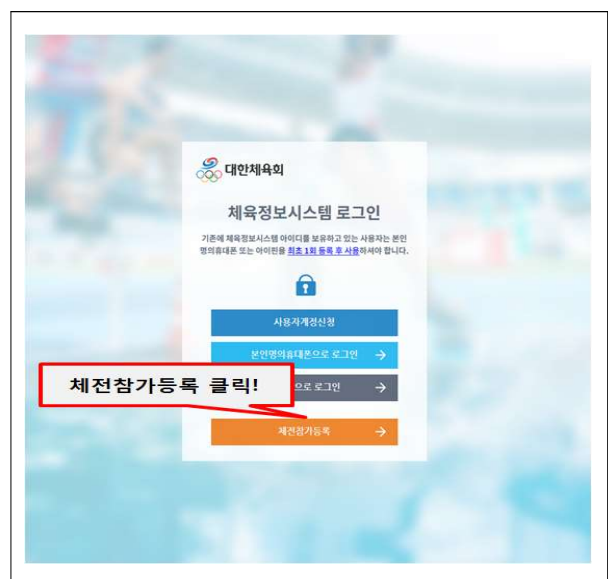 대한체육회
체육정보시스템 로그인
기존에 체육정보시스템 아이디를 보유하고 있는 사용자는 본인
명의휴대폰 또는 아이핀을 최초 1회 등록 후 사용하셔야 합니다.
사용자계정신청
본인명의휴대폰으로 로그인 →
체전참가등록 클릭!
으로 로그인 →
체전참가등록 →